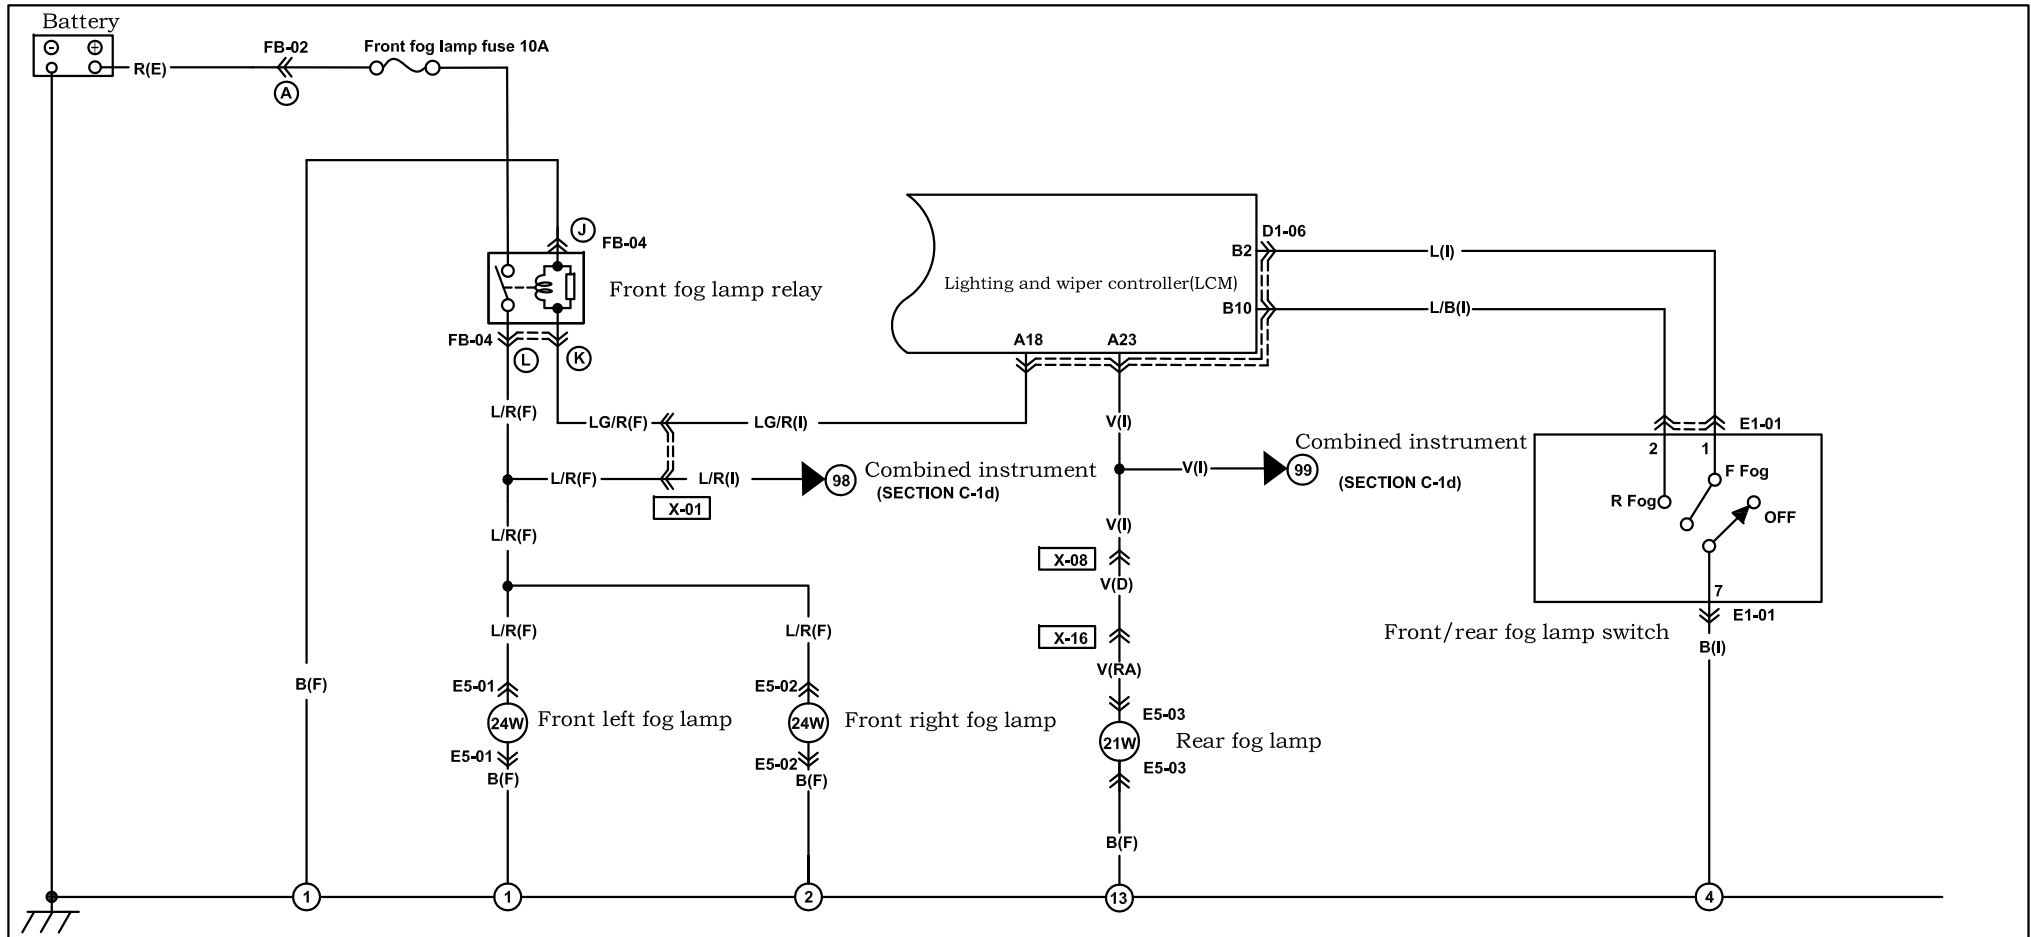 Battery
FB-02
Front fog lamp fuse 10A
R(E)
A
J
FB-04
Front fog lamp relay
FB-04
L
K
D1-06
B2
L(I)
Lighting and wiper controller(LCM)
B10
L/B(I)
A18
A23
L/R(F)
LG/R(F)
LG/R(I)
V(I)
E1-01
Combined instrument
2
1
L/R(F)
L/R(I)
98
Combined instrument
(SECTION C-1d)
V(I)
99
(SECTION C-1d)
F Fog
R Fog
OFF
X-01
L/R(F)
V(I)
X-08
V(D)
7
E1-01
L/R(F)
L/R(F)
X-16
Front/rear fog lamp switch
B(I)
V(RA)
B(F)
E5-01
E5-02
24W
Front left fog lamp
24W
Front right fog lamp
E5-03
21W
Rear fog lamp
E5-01
E5-02
E5-03
B(F)
B(F)
B(F)
1
1
2
13
4